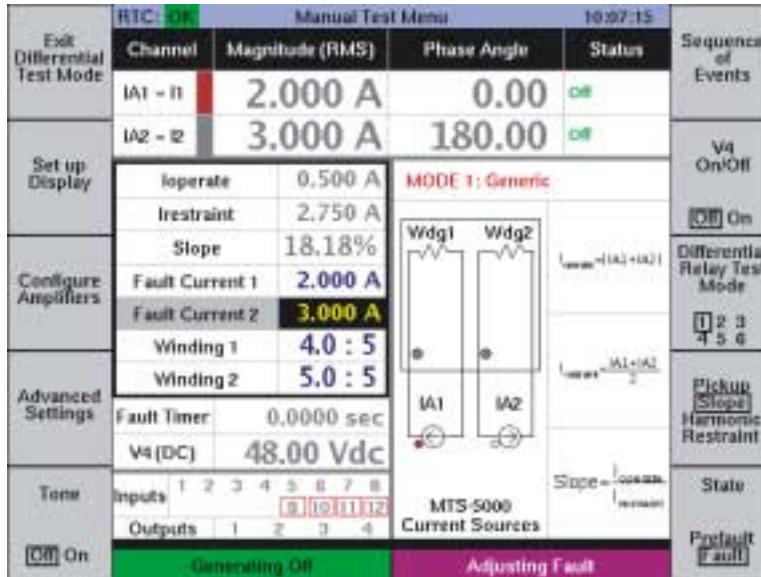 Exit Differential Test Mode
Set up Display
Configure Amplifiers
Advanced Settings
Tone
Off On
RTC: OK Manual Test Menu 10:07:15
Channel Magnitude (RMS) Phase Angle Status
IA1 - I1 2.000 A 0.00 Off
IA2 - I2 3.000 A 180.00 Off
Ioperate 0.500 A
Irestraint 2.750 A
Slope 18.18%
Fault Current 1 2.000 A
Fault Current 2 3.000 A
Winding 1 4.0 : 5
Winding 2 5.0 : 5
Fault Timer 0.0000 sec
V4 (DC) 48.00 Vdc
Inputs 1 2 3 4 5 6 7 8
9 10 11 12
Outputs 1 2 3 4
MODE 1: Generic
Wdg1 Wdg2
IA1 IA2
MTS-5000
Current Sources
Slope=
Generating Off Adjusting Fault
Sequence of Events
V4 On/Off
Off On
Differential Relay Test Mode
1 2 3
4 5 6
Pickup
Slope
Harmonic
Restraint
State
Prefault
Fault